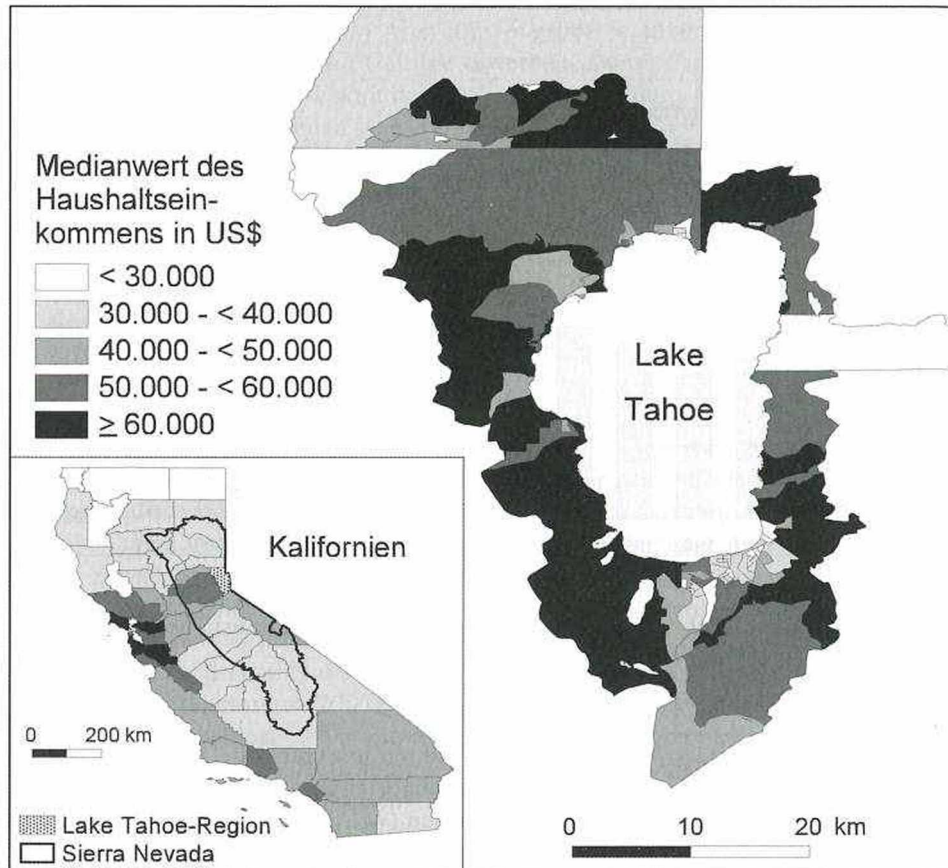 Medianwert des
Haushaltsein-
kommens in US$
< 30.000
30.000 - < 40.000
40.000 - < 50.000
50.000 - < 60.000
≥ 60.000
Lake
Tahoe
Kalifornien
0 200 km
Lake Tahoe-Region
Sierra Nevada
0 10 20 km